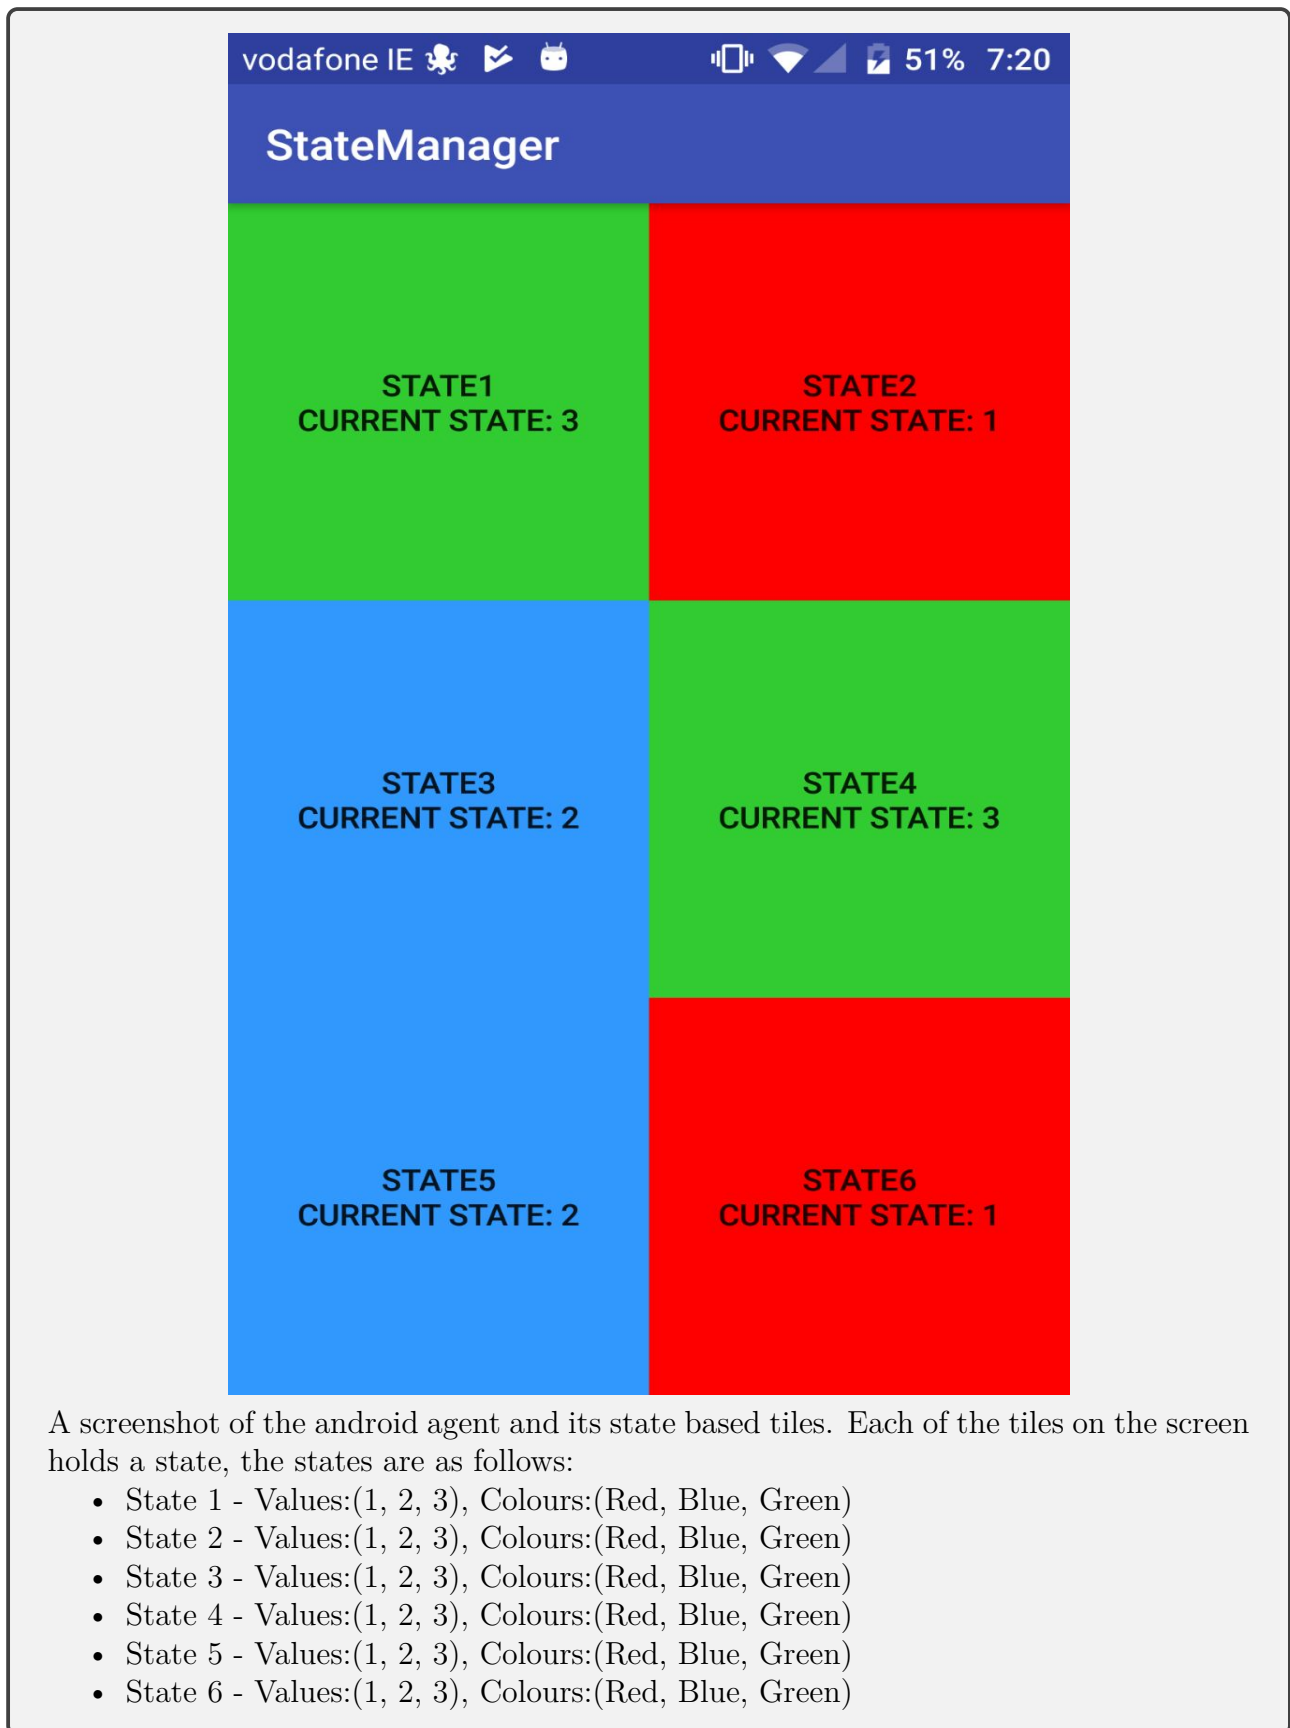 vodafone IE 51% 7:20
StateManager
STATE1
CURRENT STATE: 3
STATE2
CURRENT STATE: 1
STATE3
CURRENT STATE: 2
STATE4
CURRENT STATE: 3
STATE5
CURRENT STATE: 2
STATE6
CURRENT STATE: 1
A screenshot of the android agent and its state based tiles. Each of the tiles on the screen
holds a state, the states are as follows:
• State 1 - Values:(1, 2, 3), Colours:(Red, Blue, Green)
• State 2 - Values:(1, 2, 3), Colours:(Red, Blue, Green)
• State 3 - Values:(1, 2, 3), Colours:(Red, Blue, Green)
• State 4 - Values:(1, 2, 3), Colours:(Red, Blue, Green)
• State 5 - Values:(1, 2, 3), Colours:(Red, Blue, Green)
• State 6 - Values:(1, 2, 3), Colours:(Red, Blue, Green)